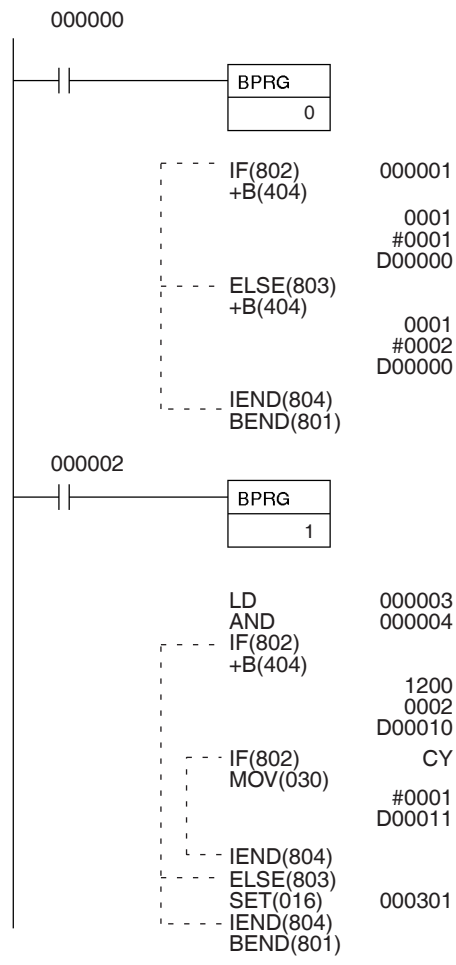 000000
BPRG
0
IF(802) 000001
+B(404)
0001
#0001
D00000
ELSE(803)
+B(404)
0001
#0002
D00000
IEND(804)
BEND(801)
000002
BPRG
1
LD 000003
AND 000004
IF(802)
+B(404)
1200
0002
D00010
IF(802) CY
MOV(030)
#0001
D00011
IEND(804)
ELSE(803)
SET(016) 000301
IEND(804)
BEND(801)